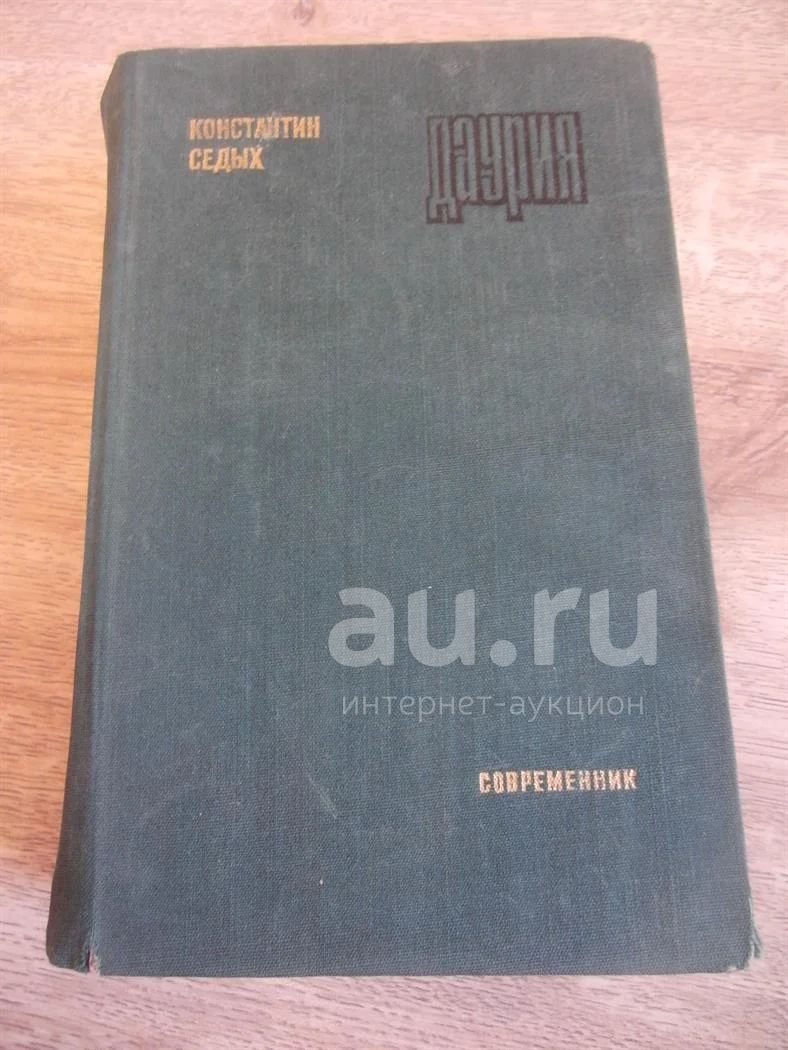 КОНСТАНТИН
СЕДЫХ
ДАУРИЯ
au.ru
интернет-аукцион
СОВРЕМЕННИК